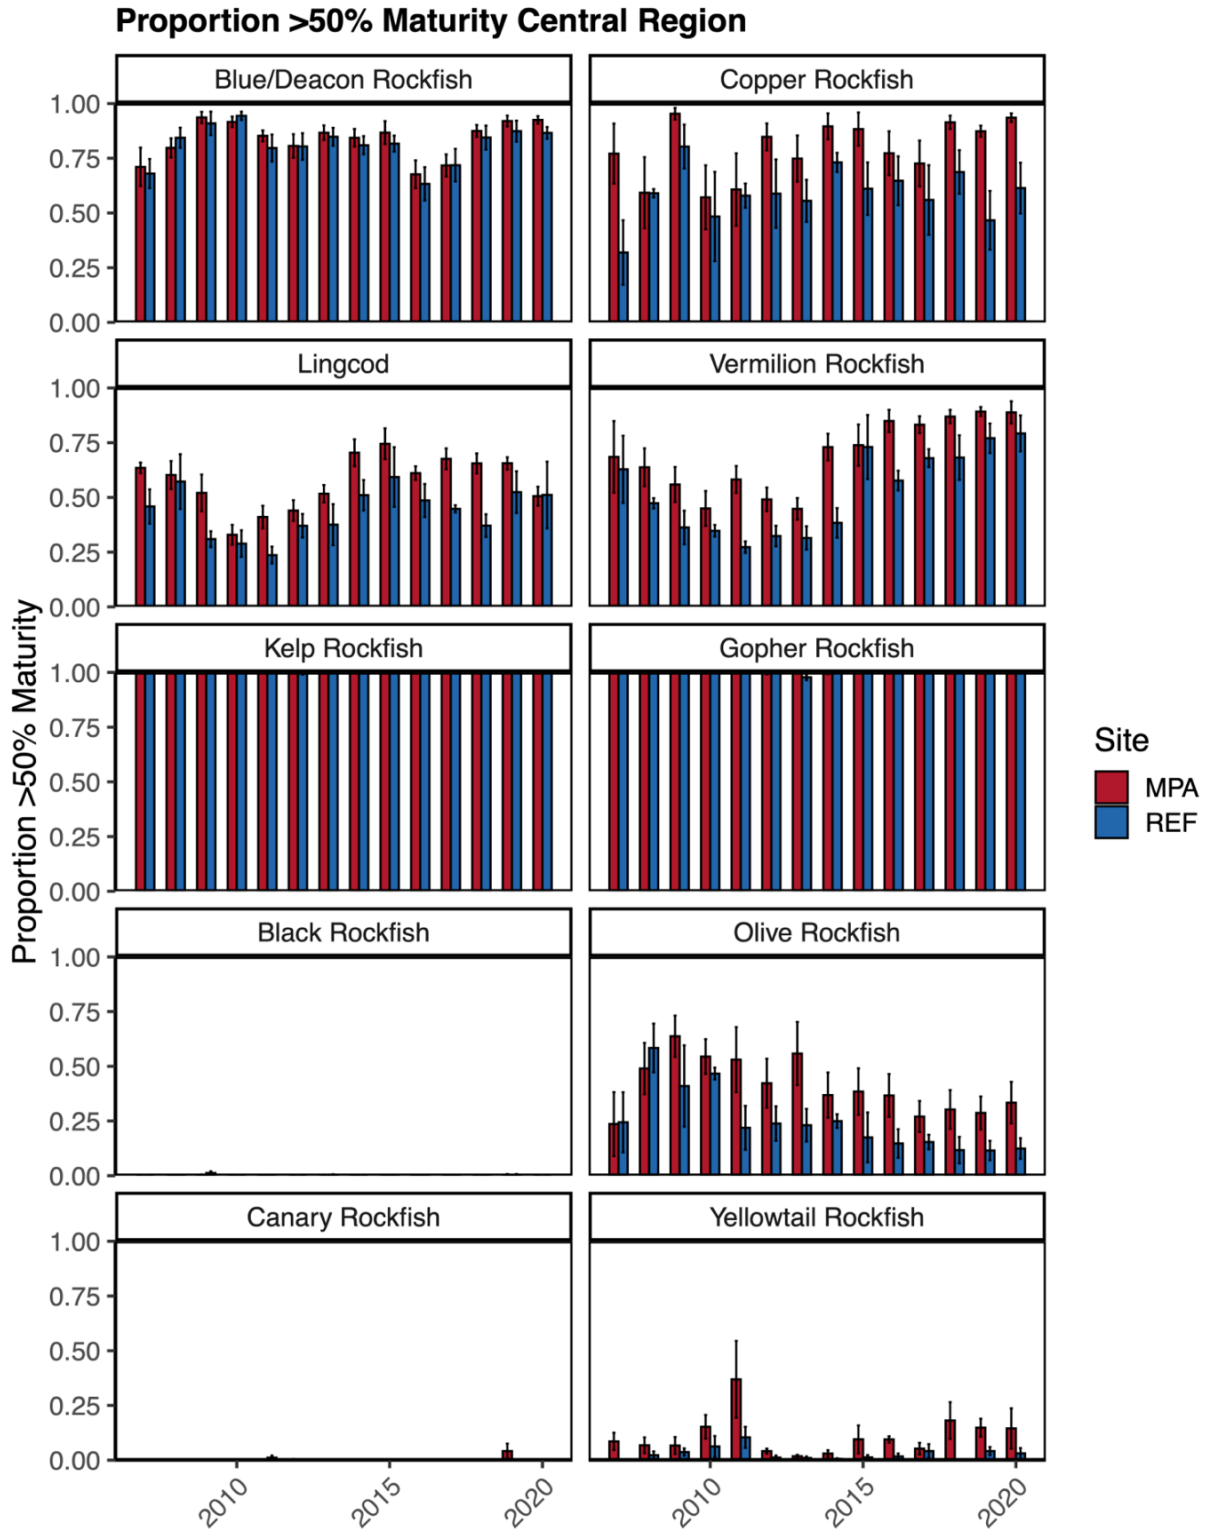 Proportion >50% Maturity Central Region
Blue/Deacon Rockfish
Copper Rockfish
1.00
0.75
0.50
0.25
0.00
Lingcod
Vermilion Rockfish
1.00
0.75
0.50
0.25
0.00
Kelp Rockfish
Gopher Rockfish
1.00
0.75
0.50
0.25
0.00
Black Rockfish
Olive Rockfish
1.00
0.75
0.50
0.25
0.00
Canary Rockfish
Yellowtail Rockfish
1.00
0.75
0.50
0.25
0.00
2010
2015
2020
2010
2015
2020
Proportion >50% Maturity
Site
MPA
REF